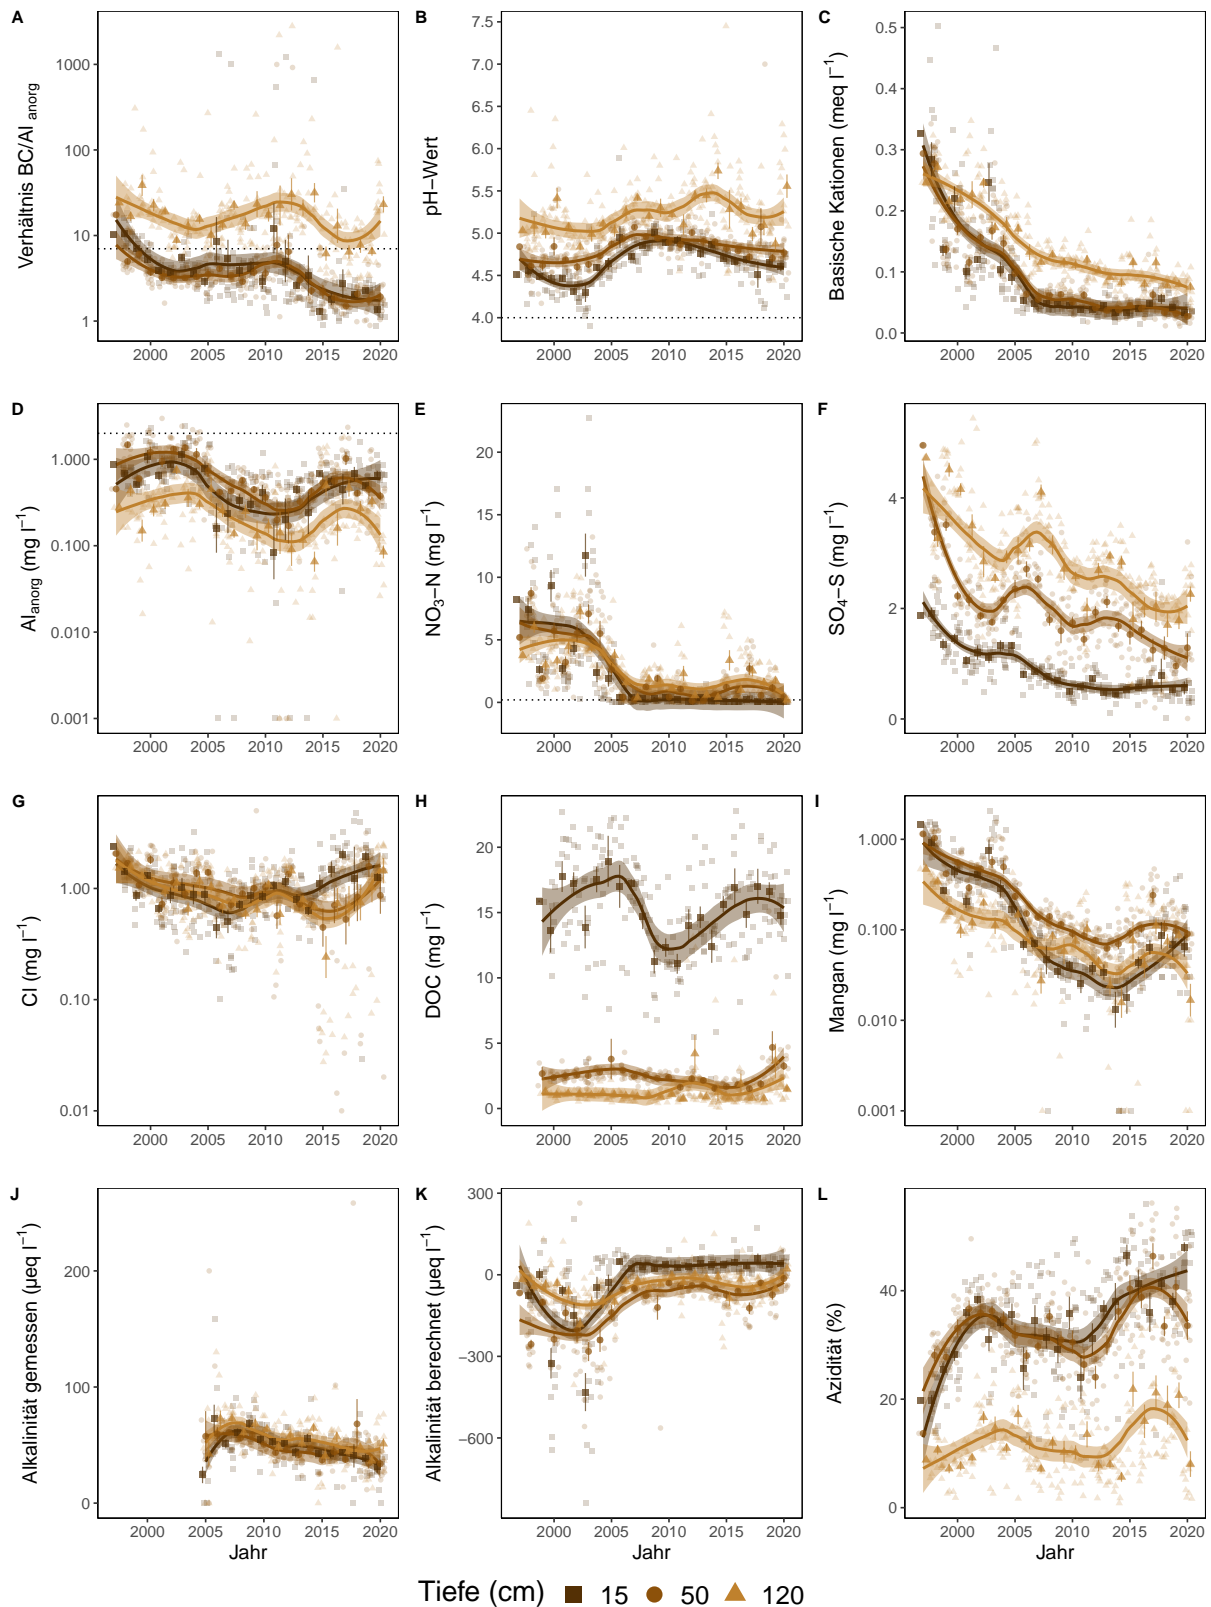 A
Verhältnis BC/Al anorg
1000
100
10
1
2000 2005 2010 2015 2020
B
pH−Wert
7.5
7.0
6.5
6.0
5.5
5.0
4.5
4.0
2000 2005 2010 2015 2020
C
Basische Kationen (meq l−1)
0.5
0.4
0.3
0.2
0.1
0.0
2000 2005 2010 2015 2020
D
Alanorg (mg l−1)
1.000
0.100
0.010
0.001
2000 2005 2010 2015 2020
E
NO3−N (mg l−1)
20
15
10
5
0
2000 2005 2010 2015 2020
F
SO4−S (mg l−1)
4
2
0
2000 2005 2010 2015 2020
G
Cl (mg l−1)
1.00
0.10
0.01
2000 2005 2010 2015 2020
H
DOC (mg l−1)
20
15
10
5
0
2000 2005 2010 2015 2020
I
Mangan (mg l−1)
1.000
0.100
0.010
0.001
2000 2005 2010 2015 2020
J
Alkalinität gemessen (µeq l−1)
200
100
0
2000 2005 2010 2015 2020
Jahr
K
Alkalinität berechnet (µeq l−1)
300
0
−300
−600
2000 2005 2010 2015 2020
Jahr
L
Azidität (%)
40
20
0
2000 2005 2010 2015 2020
Jahr
Tiefe (cm) 15 50 120